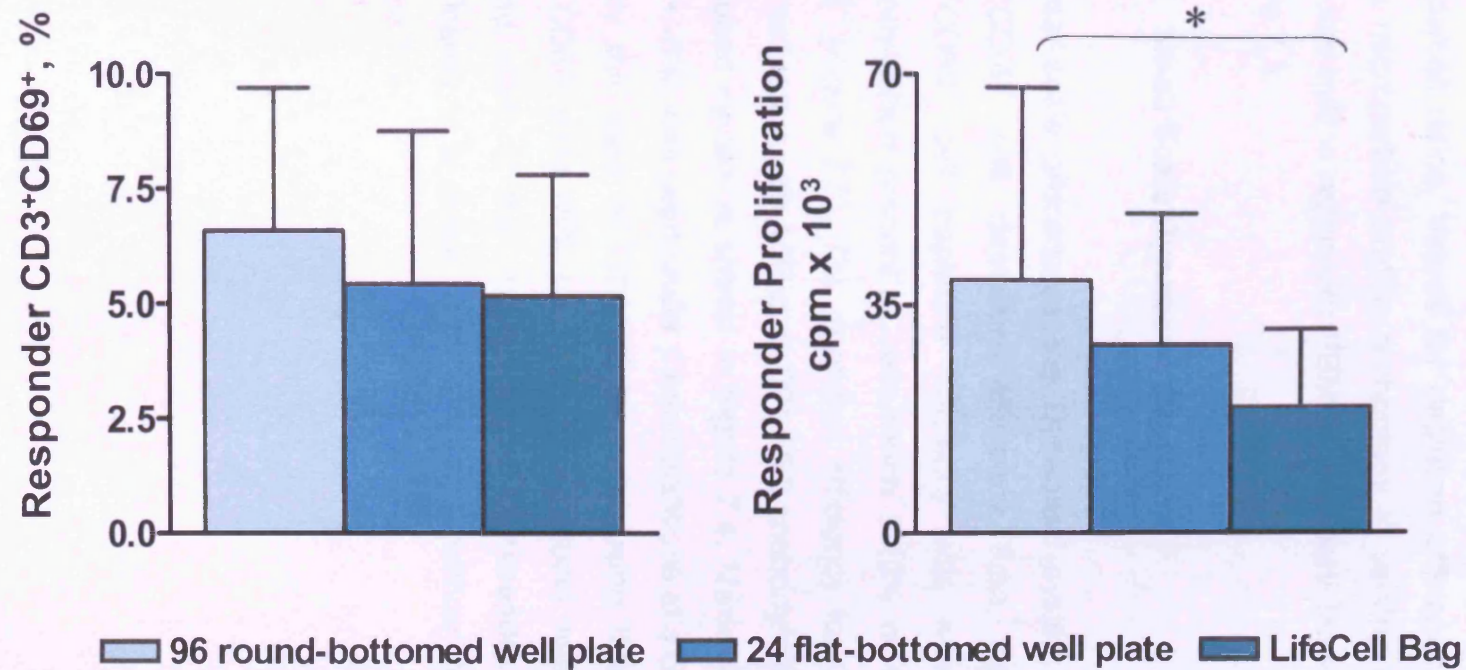 Responder CD3⁺CD69⁺, %
10.0
7.5
5.0
2.5
0.0
Responder Proliferation
cpm x 10³
70
35
0
*
96 round-bottomed well plate
24 flat-bottomed well plate
LifeCell Bag